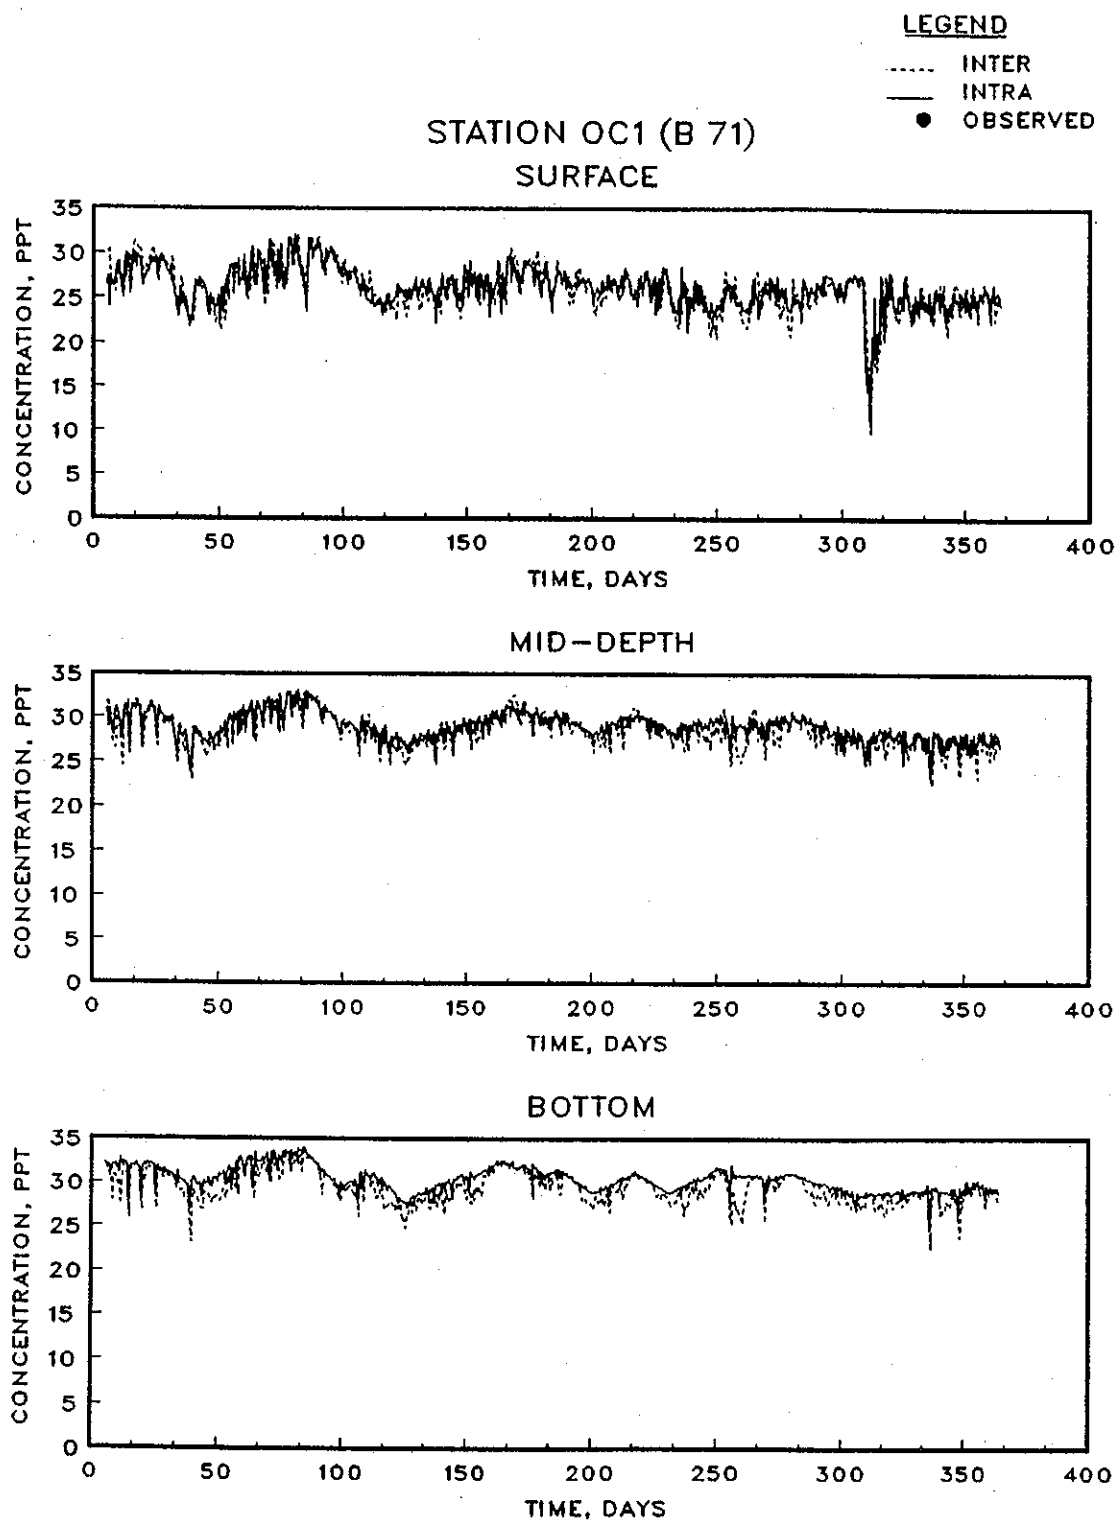 LEGEND
INTER
INTRA
OBSERVED
STATION OC1 (B 71)
SURFACE
35
30
25
20
15
10
5
0
CONCENTRATION, PPT
0 50 100 150 200 250 300 350 400
TIME, DAYS
MID-DEPTH
35
30
25
20
15
10
5
0
CONCENTRATION, PPT
0 50 100 150 200 250 300 350 400
TIME, DAYS
BOTTOM
35
30
25
20
15
10
5
0
CONCENTRATION, PPT
0 50 100 150 200 250 300 350 400
TIME, DAYS